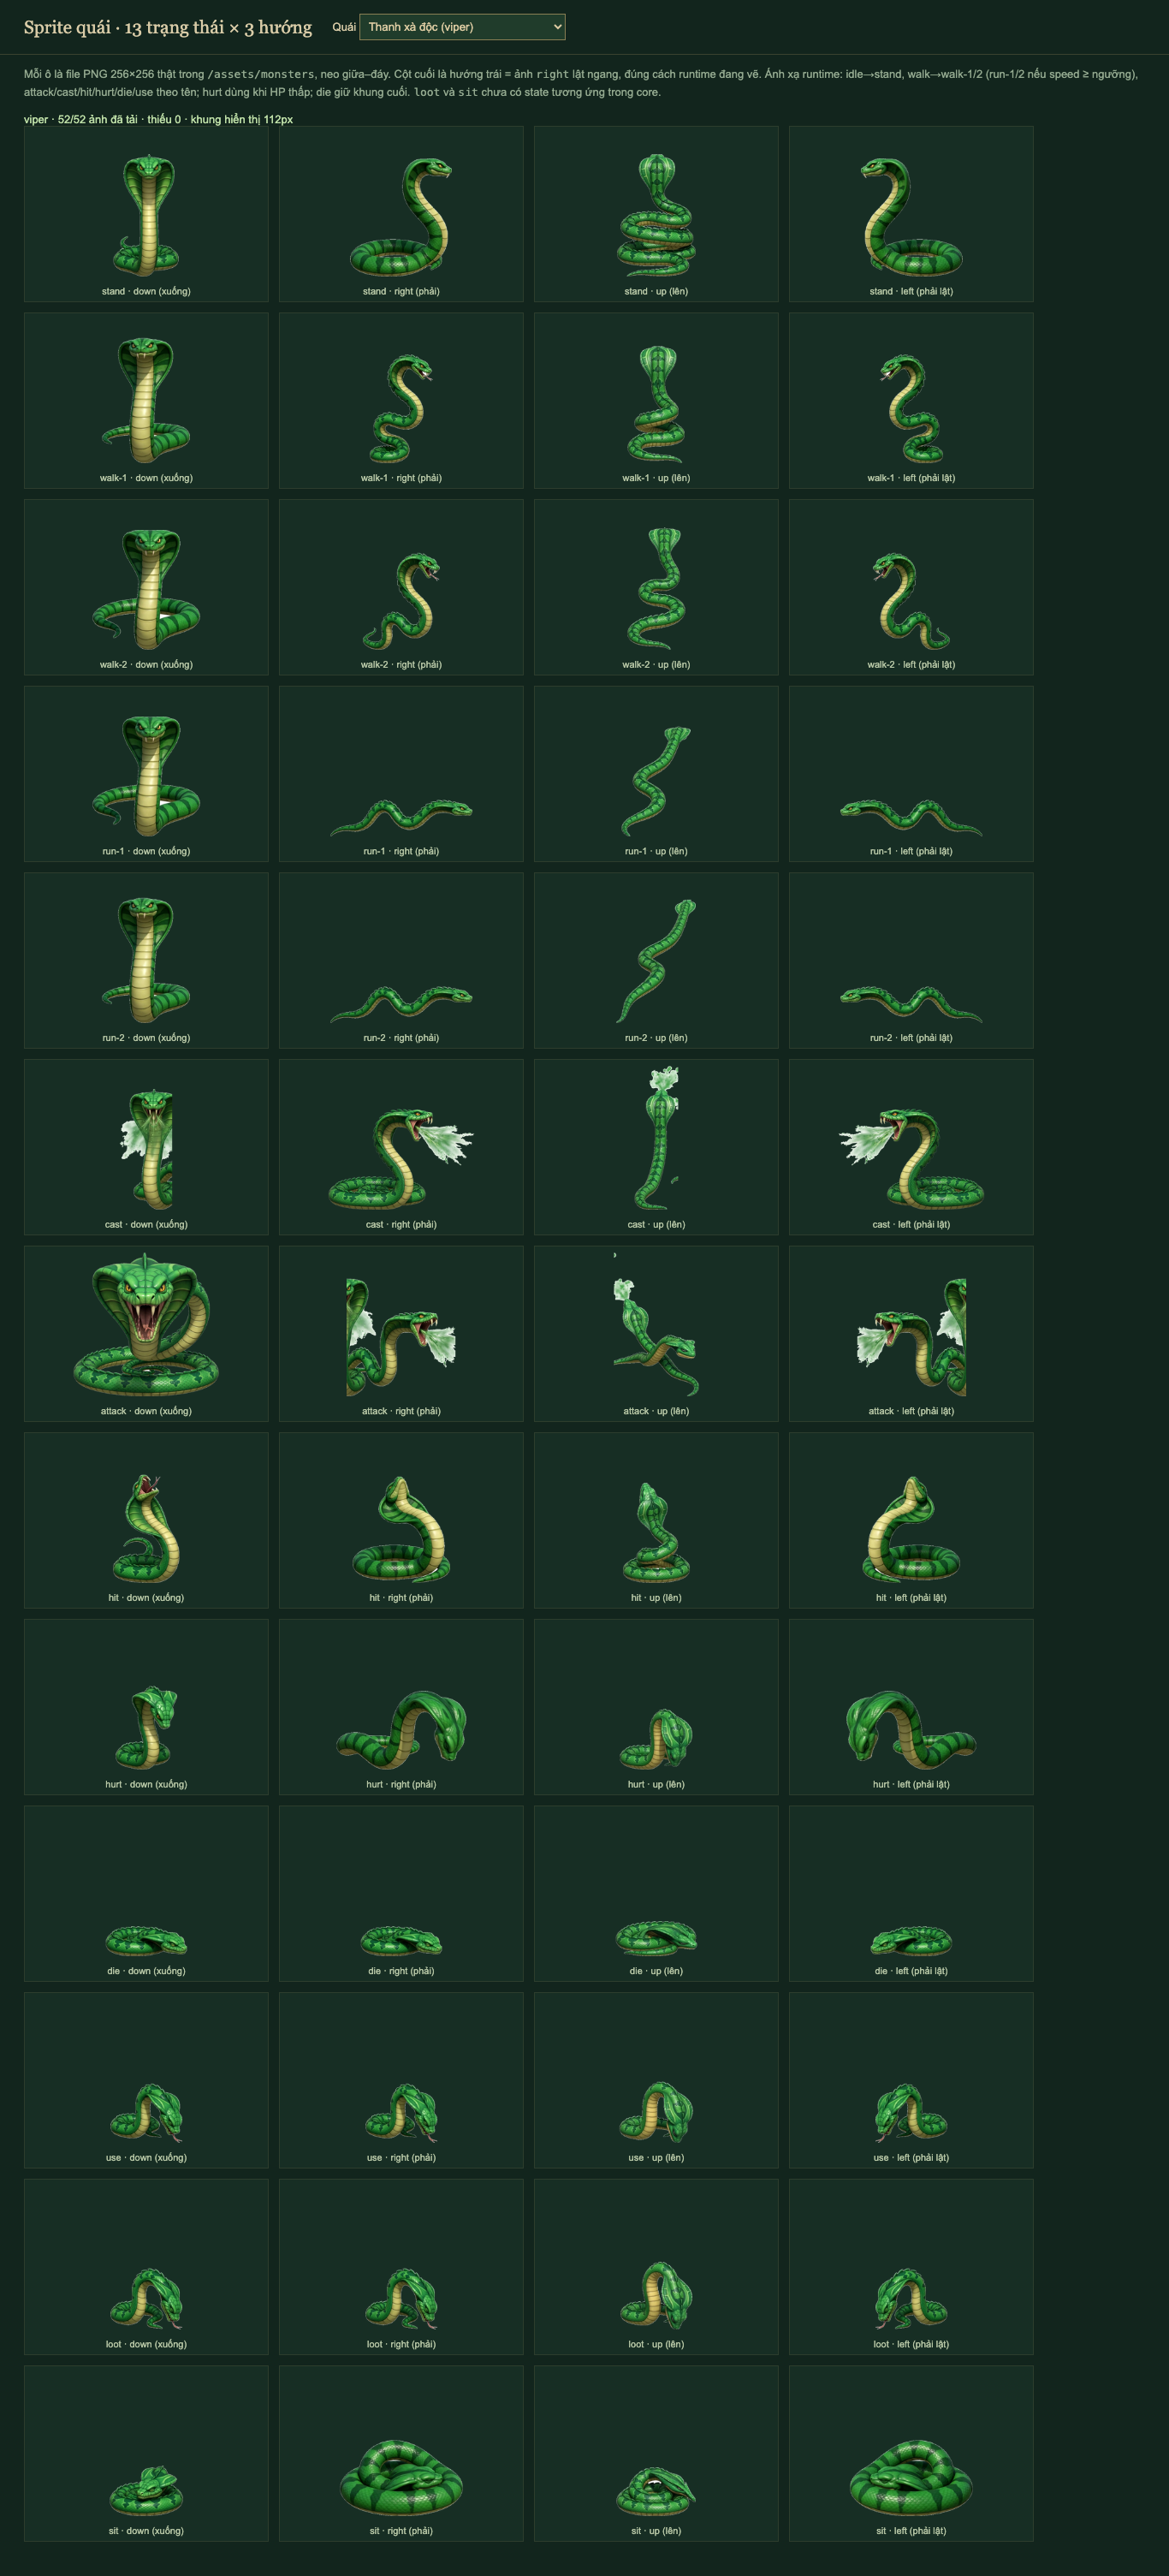 Sprite quái · 13 trạng thái × 3 hướng
Quái Thanh xà độc (viper)
Mỗi ô là file PNG 256×256 thật trong /assets/monsters, neo giữa–đáy. Cột cuối là hướng trái = ảnh right lật ngang, đúng cách runtime đang vẽ. Ánh xạ runtime: idle→stand, walk→walk-1/2 (run-1/2 nếu speed ≥ ngưỡng),
attack/cast/hit/hurt/die/use theo tên; hurt dùng khi HP thấp; die giữ khung cuối. loot và sit chưa có state tương ứng trong core.
viper · 52/52 ảnh đã tải · thiếu 0 · khung hiển thị 112px
stand · down (xuống)
stand · right (phải)
stand · up (lên)
stand · left (phải lật)
walk-1 · down (xuống)
walk-1 · right (phải)
walk-1 · up (lên)
walk-1 · left (phải lật)
walk-2 · down (xuống)
walk-2 · right (phải)
walk-2 · up (lên)
walk-2 · left (phải lật)
run-1 · down (xuống)
run-1 · right (phải)
run-1 · up (lên)
run-1 · left (phải lật)
run-2 · down (xuống)
run-2 · right (phải)
run-2 · up (lên)
run-2 · left (phải lật)
cast · down (xuống)
cast · right (phải)
cast · up (lên)
cast · left (phải lật)
attack · down (xuống)
attack · right (phải)
attack · up (lên)
attack · left (phải lật)
hit · down (xuống)
hit · right (phải)
hit · up (lên)
hit · left (phải lật)
hurt · down (xuống)
hurt · right (phải)
hurt · up (lên)
hurt · left (phải lật)
die · down (xuống)
die · right (phải)
die · up (lên)
die · left (phải lật)
use · down (xuống)
use · right (phải)
use · up (lên)
use · left (phải lật)
loot · down (xuống)
loot · right (phải)
loot · up (lên)
loot · left (phải lật)
sit · down (xuống)
sit · right (phải)
sit · up (lên)
sit · left (phải lật)